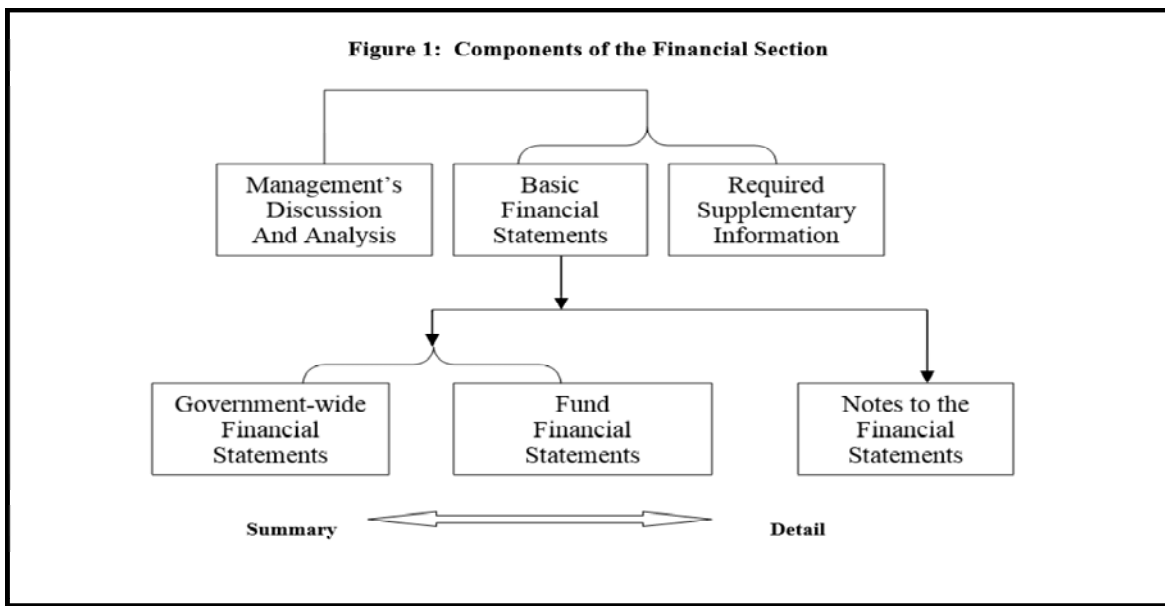 Figure 1: Components of the Financial Section
Management's
Discussion
And Analysis
Basic
Financial
Statements
Required
Supplementary
Information
Government-wide
Financial
Statements
Fund
Financial
Statements
Notes to the
Financial
Statements
Summary
Detail